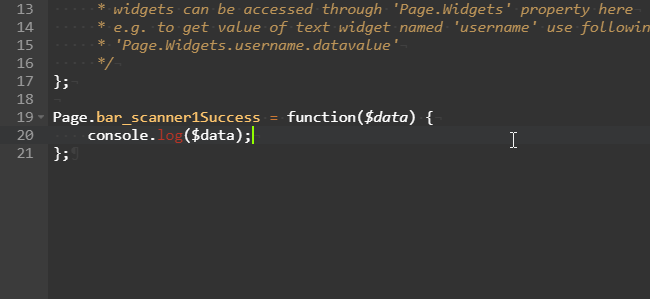 13 * widgets can be accessed through 'Page.Widgets' property here
14 * e.g. to get value of text widget named 'username' use followin
15 * 'Page.Widgets.username.datavalue'
16 */
17 };
18
19 Page.bar_scanner1Success = function($data) {
20 console.log($data);
21 };